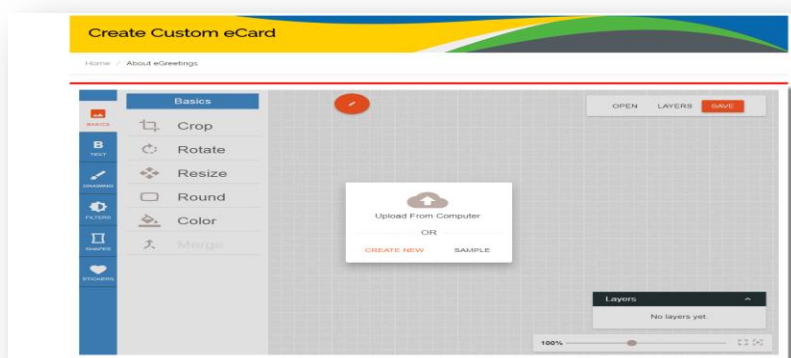 Create Custom eCard
Home / About eGreetings
Basics
OPEN LAYERS SAVE
BASICS
Crop
B
TEXT
Rotate
DRAWING
Resize
Round
FILTERS
Color
SHAPES
Merge
STICKERS
Upload From Computer
OR
CREATE NEW SAMPLE
Layers
No layers yet.
100%